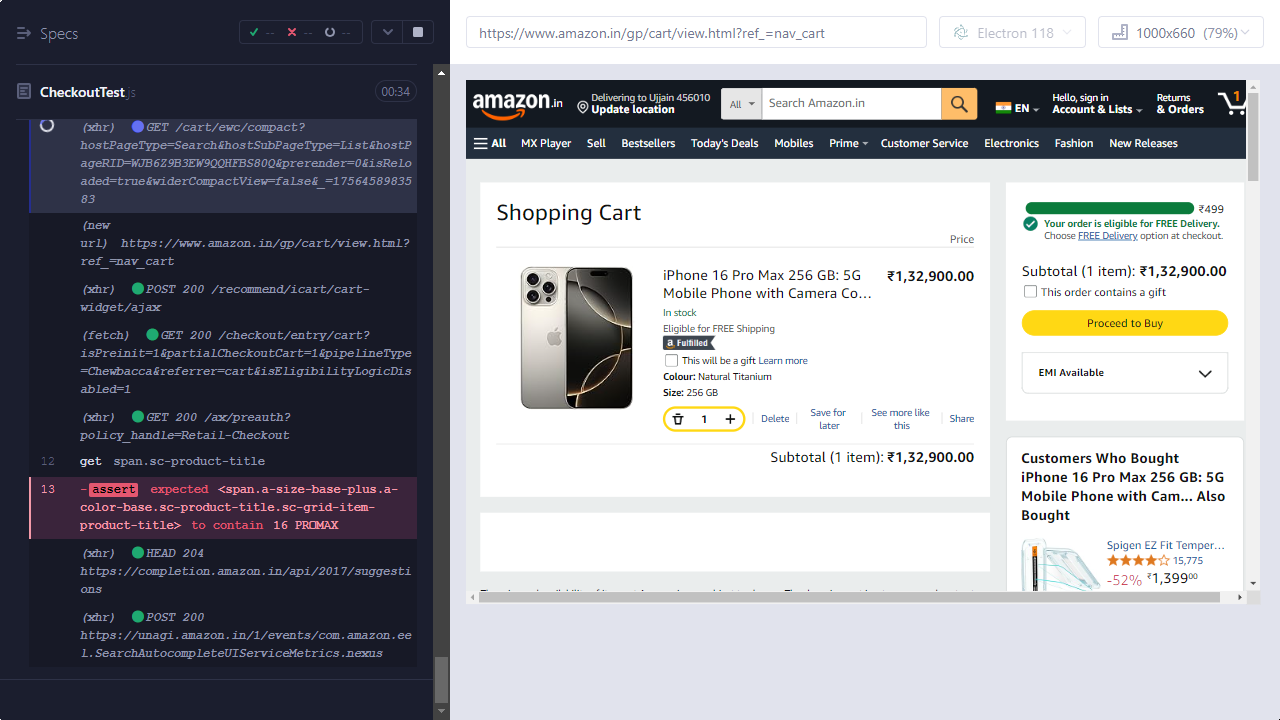 Specs
-- -- --
CheckoutTest.js
00:34
(xhr) GET /cart/ewc/compact?
hostPageType=Search&hostSubPageType=List&hostP
ageRID=WJB6Z9B3EW9QQHFBS80Q&prerender=0&isRelo
aded=true&widerCompactView=false&_=17564589835
83
(new
url) https://www.amazon.in/gp/cart/view.html?
ref_=nav_cart
(xhr) POST 200 /recommend/icart/cart-
widget/ajax
(fetch) GET 200 /checkout/entry/cart?
isPreinit=1&partialCheckoutCart=1&pipelineType
=Chewbacca&referrer=cart&isEligibilityLogicDis
abled=1
(xhr) GET 200 /ax/preauth?
policy_handle=Retail-Checkout
12 get span.sc-product-title
13 -assert expected <span.a-size-base-plus.a-
color-base.sc-product-title.sc-grid-item-
product-title> to contain 16 PROMAX
(xhr) HEAD 204
https://completion.amazon.in/api/2017/suggesti
ons
(xhr) POST 200
https://unagi.amazon.in/1/events/com.amazon.ee
l.SearchAutocompleteUIServiceMetrics.nexus
https://www.amazon.in/gp/cart/view.html?ref_=nav_cart
Electron 118
1000x660 (79%)
amazon.in
Delivering to Ujjain 456010
Update location
All
Search Amazon.in
EN
Hello, sign in
Account & Lists
Returns
& Orders
1
All MX Player Sell Bestsellers Today's Deals Mobiles Prime Customer Service Electronics Fashion New Releases
Shopping Cart
Price
iPhone 16 Pro Max 256 GB: 5G
Mobile Phone with Camera Co…
₹1,32,900.00
In stock
Eligible for FREE Shipping
a Fulfilled
This will be a gift Learn more
Colour: Natural Titanium
Size: 256 GB
1
Delete
Save for
later
See more like
this
Share
Subtotal (1 item): ₹1,32,900.00
₹499
Your order is eligible for FREE Delivery.
Choose FREE Delivery option at checkout.
Subtotal (1 item): ₹1,32,900.00
This order contains a gift
Proceed to Buy
EMI Available
Customers Who Bought
iPhone 16 Pro Max 256 GB: 5G
Mobile Phone with Cam... Also
Bought
Spigen EZ Fit Temper…
15,775
-52% ₹1,39900